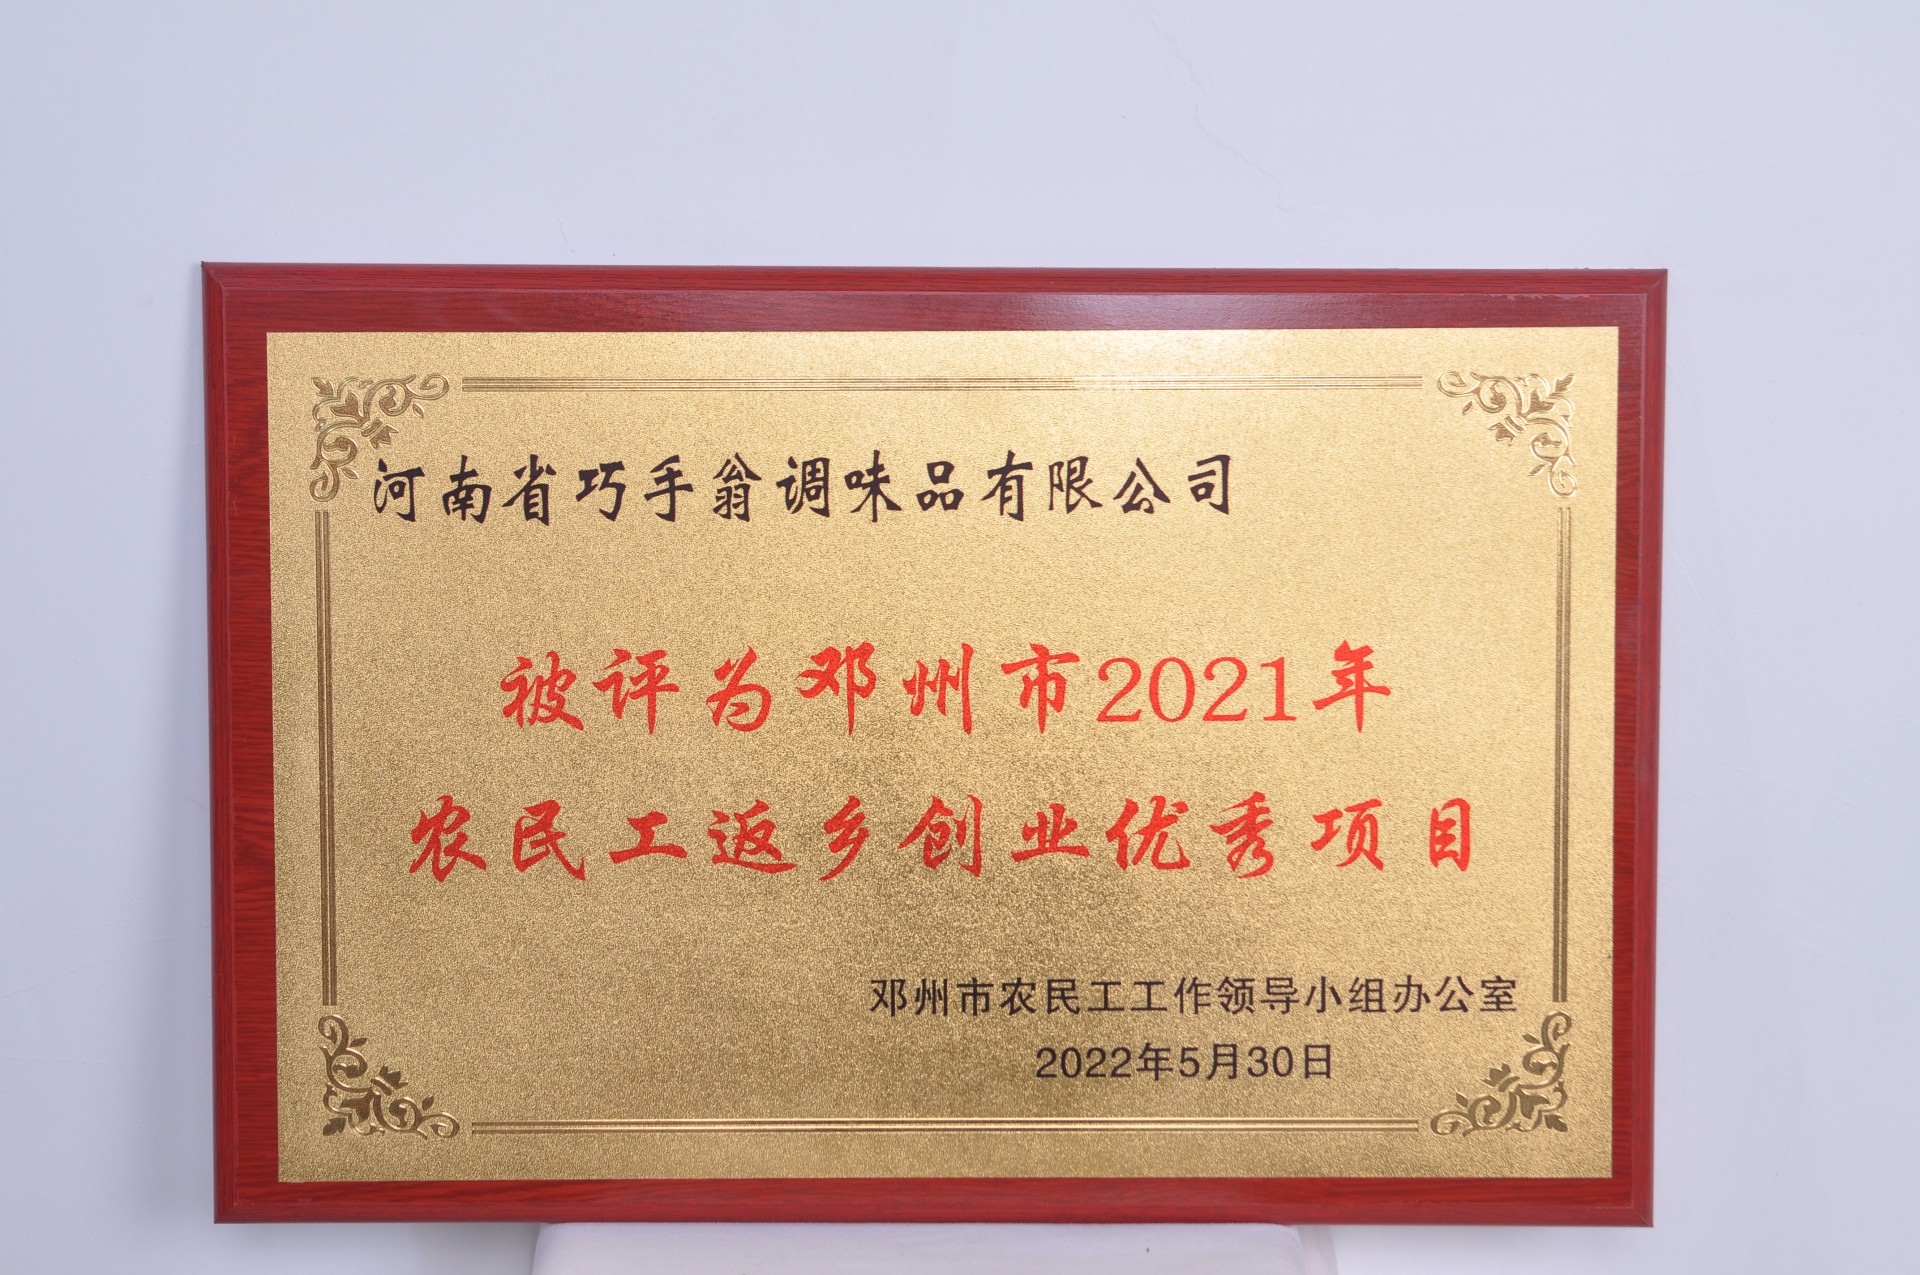 河南省巧手翁调味品有限公司
被评为邓州市2021年
农民工返乡创业优秀项目
邓州市农民工工作领导小组办公室
2022年5月30日